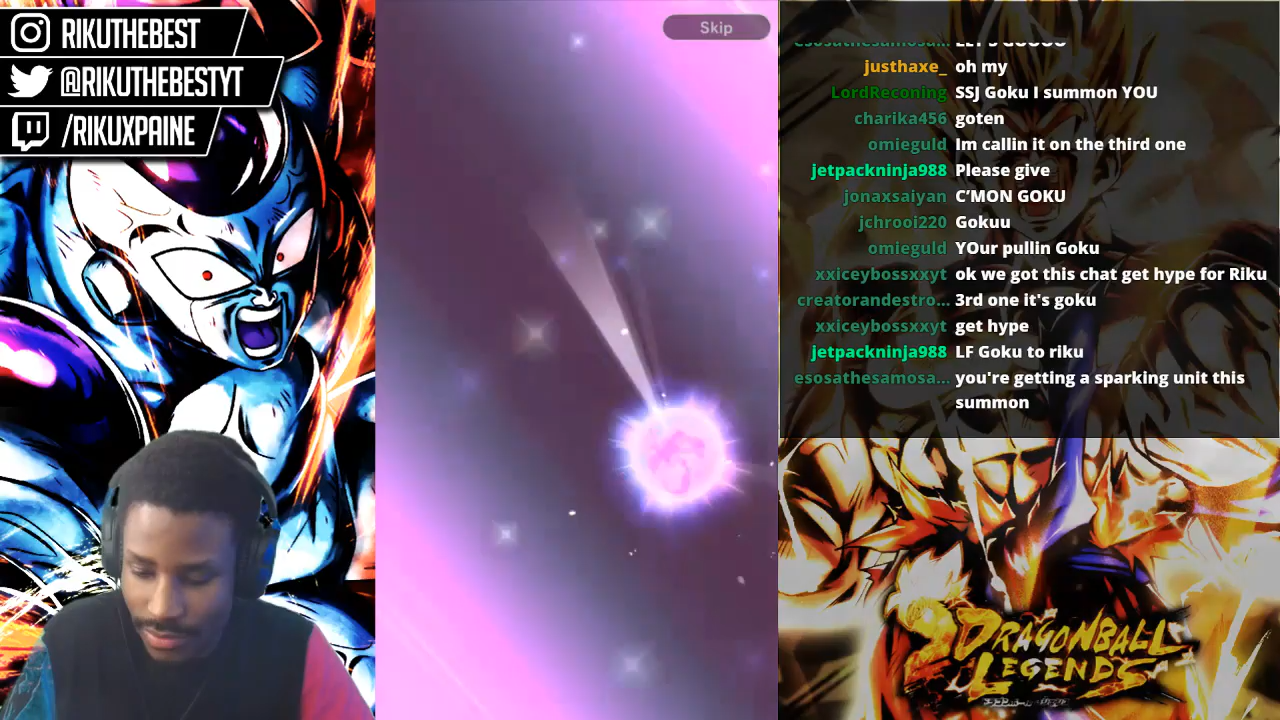 RIKUTHEBEST
@RIKUTHEBESTYT
/RIKUXPAINE
Skip
esosathesamosa... LET'S GOOOO
justhaxe_ oh my
LordReconing SSJ Goku I summon YOU
charika456 goten
omieguld Im callin it on the third one
jetpackninja988 Please give
jonaxsaiyan C'MON GOKU
jchrooi220 Gokuu
omieguld YOur pullin Goku
xxiceybossxxyt ok we got this chat get hype for Riku
creatorandestro... 3rd one it's goku
xxiceybossxxyt get hype
jetpackninja988 LF Goku to riku
esosathesamosa... you're getting a sparking unit this
summon
DRAGONBALL
LEGENDS